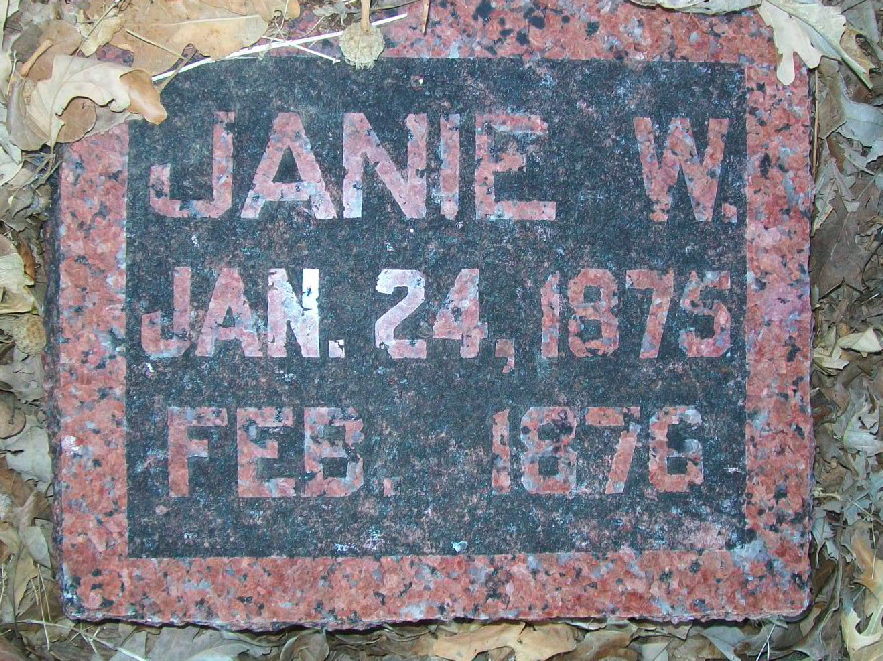 JANIE W.
JAN. 24, 1875
FEB. 1876